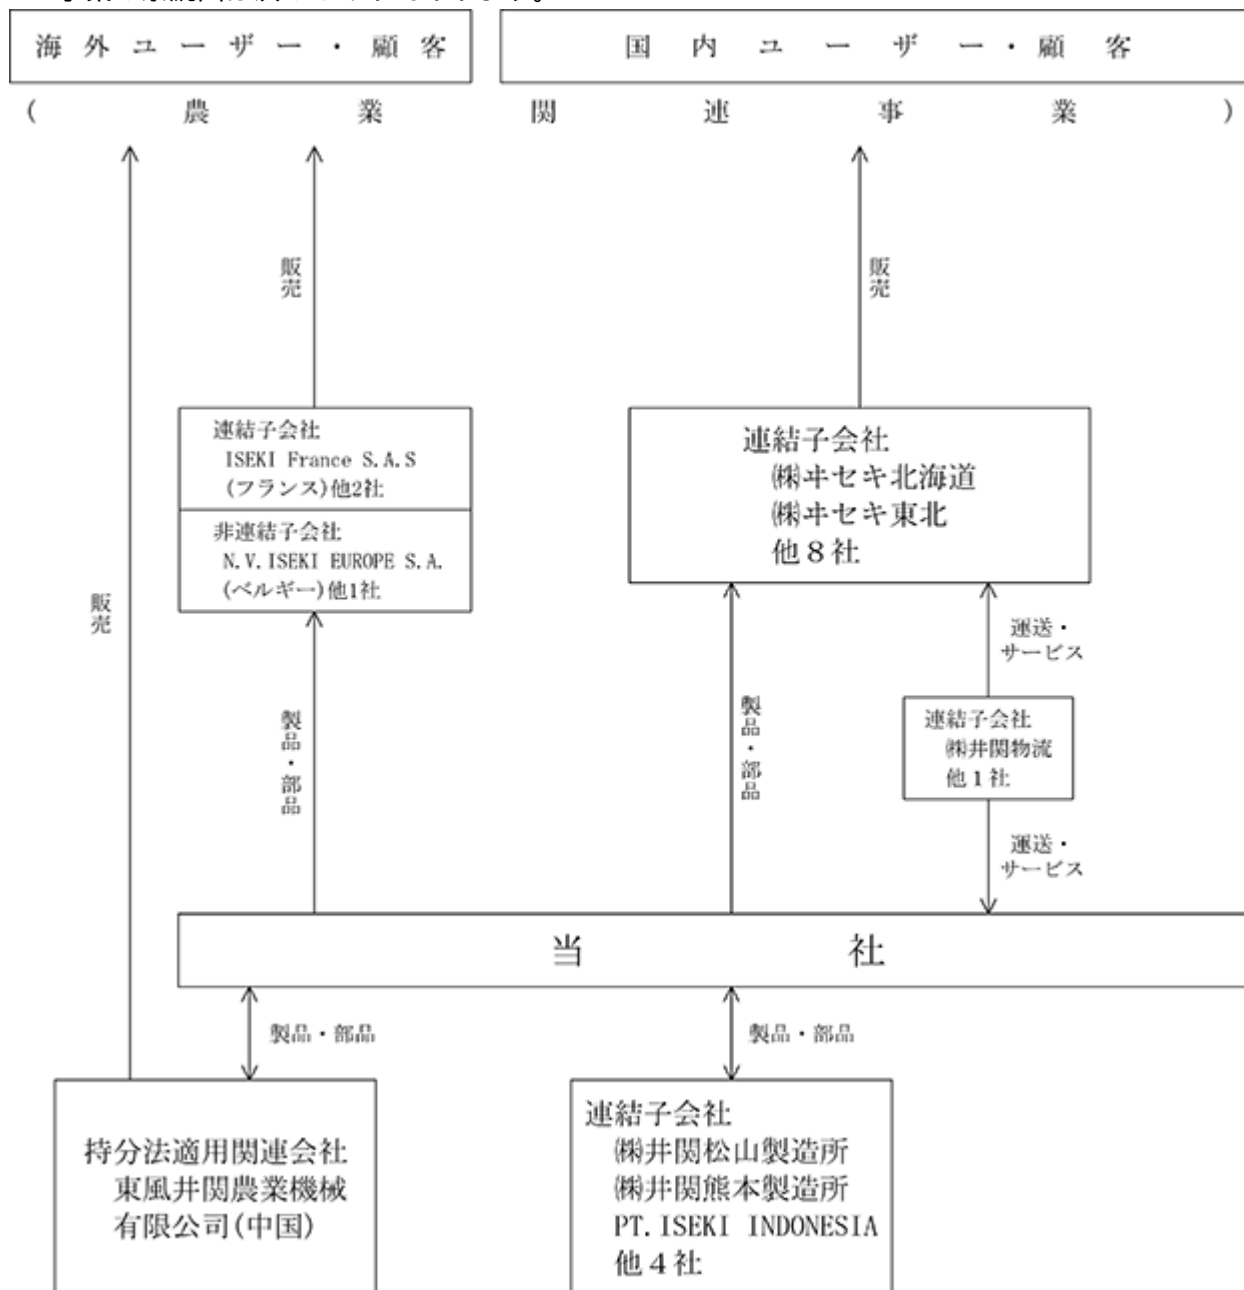 海外ユーザー・顧客
国内ユーザー・顧客
(農業関連事業)
販売
販売
連結子会社
ISEKI France S.A.S
(フランス)他2社
非連結子会社
N.V.ISEKI EUROPE S.A.
(ベルギー)他1社
連結子会社
㈱ヰセキ北海道
㈱ヰセキ東北
他8社
販売
製品・部品
製品・部品
運送・
サービス
連結子会社
㈱井関物流
他1社
運送・
サービス
当社
製品・部品
製品・部品
持分法適用関連会社
東風井関農業機械
有限公司(中国)
連結子会社
㈱井関松山製造所
㈱井関熊本製造所
PT.ISEKI INDONESIA
他4社